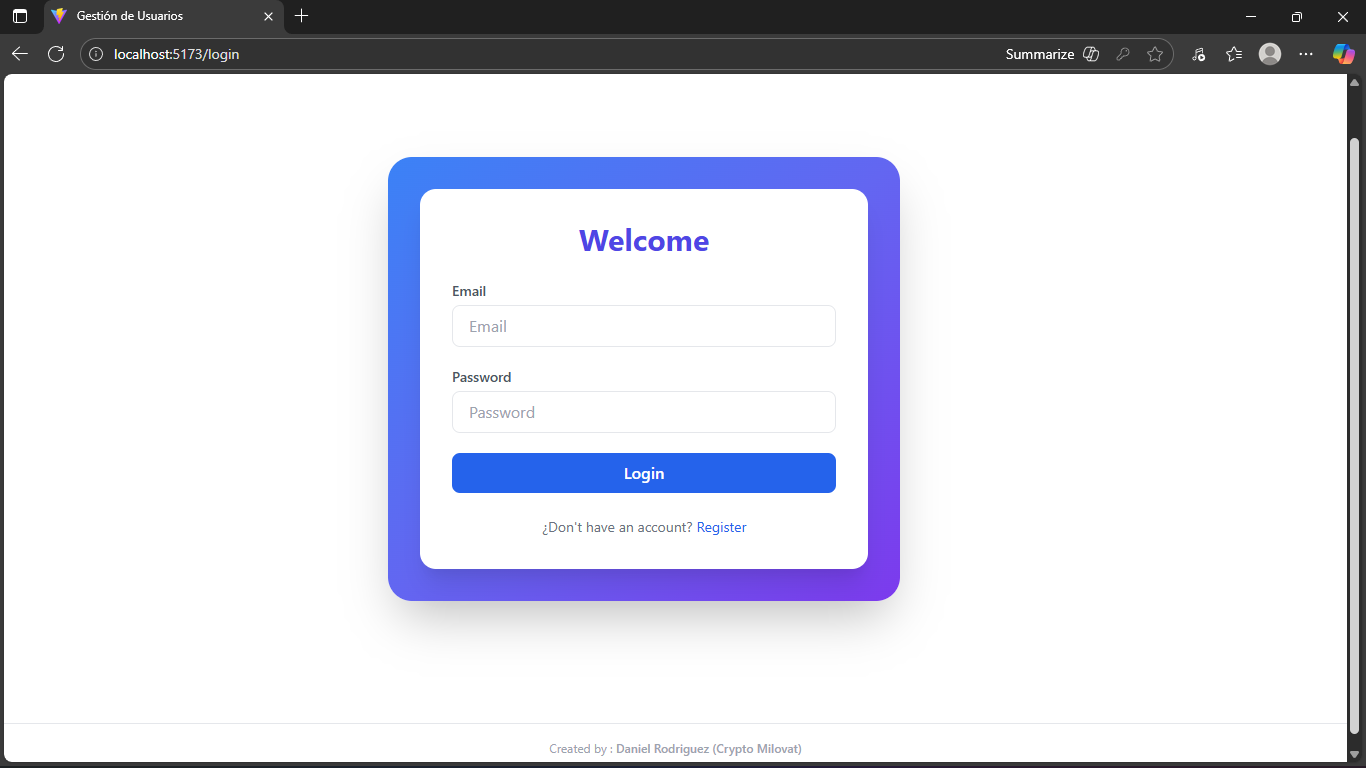 Gestión de Usuarios
localhost:5173/login
Summarize
Welcome
Email
Email
Password
Password
Login
¿Don't have an account? Register
Created by : Daniel Rodriguez (Crypto Milovat)